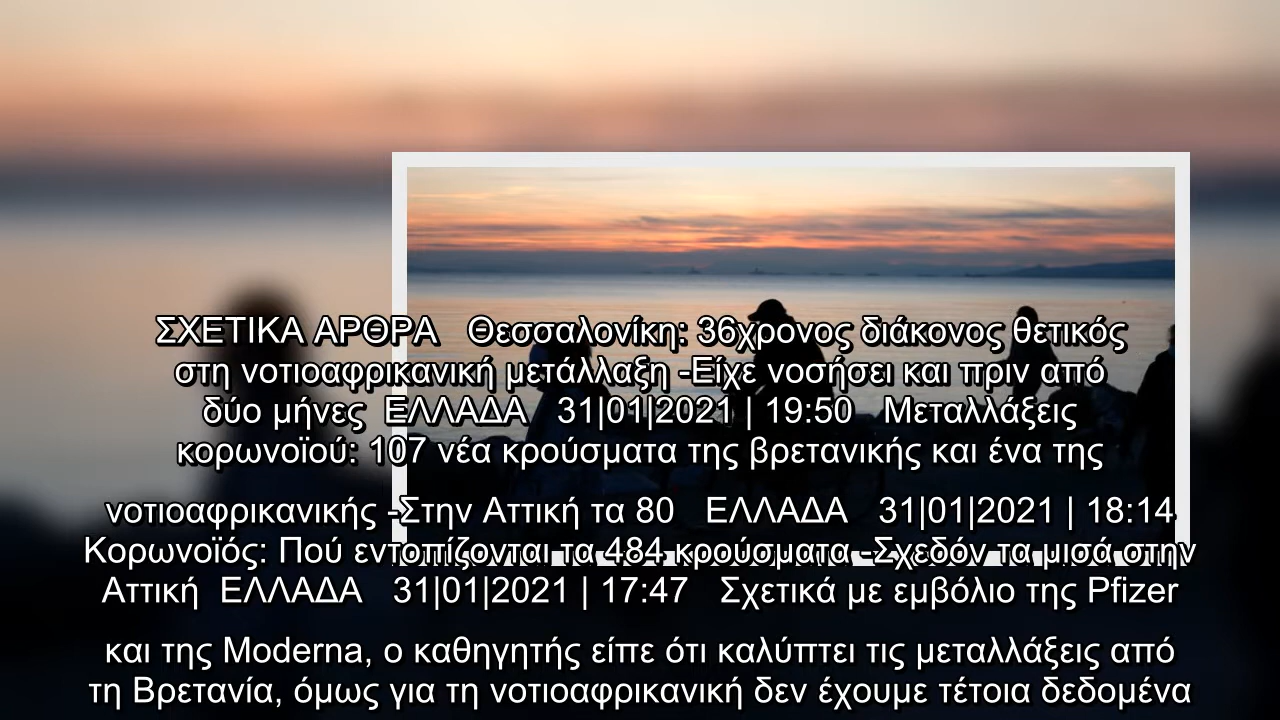 ΣΧΕΤΙΚΑ ΑΡΘΡΑ Θεσσαλονίκη: 36χρονος διάκονος θετικός
στη νοτιοαφρικανική μετάλλαξη -Είχε νοσήσει και πριν από
δύο μήνες ΕΛΛΑΔΑ 31|01|2021 | 19:50 Μεταλλάξεις
κορωνοϊού: 107 νέα κρούσματα της βρετανικής και ένα της
νοτιοαφρικανικής -Στην Αττική τα 80 ΕΛΛΑΔΑ 31|01|2021 | 18:14
Κορωνοϊός: Πού εντοπίζονται τα 484 κρούσματα -Σχεδόν τα μισά στην
Αττική ΕΛΛΑΔΑ 31|01|2021 | 17:47 Σχετικά με εμβόλιο της Pfizer
και της Moderna, ο καθηγητής είπε ότι καλύπτει τις μεταλλάξεις από
τη Βρετανία, όμως για τη νοτιοαφρικανική δεν έχουμε τέτοια δεδομένα